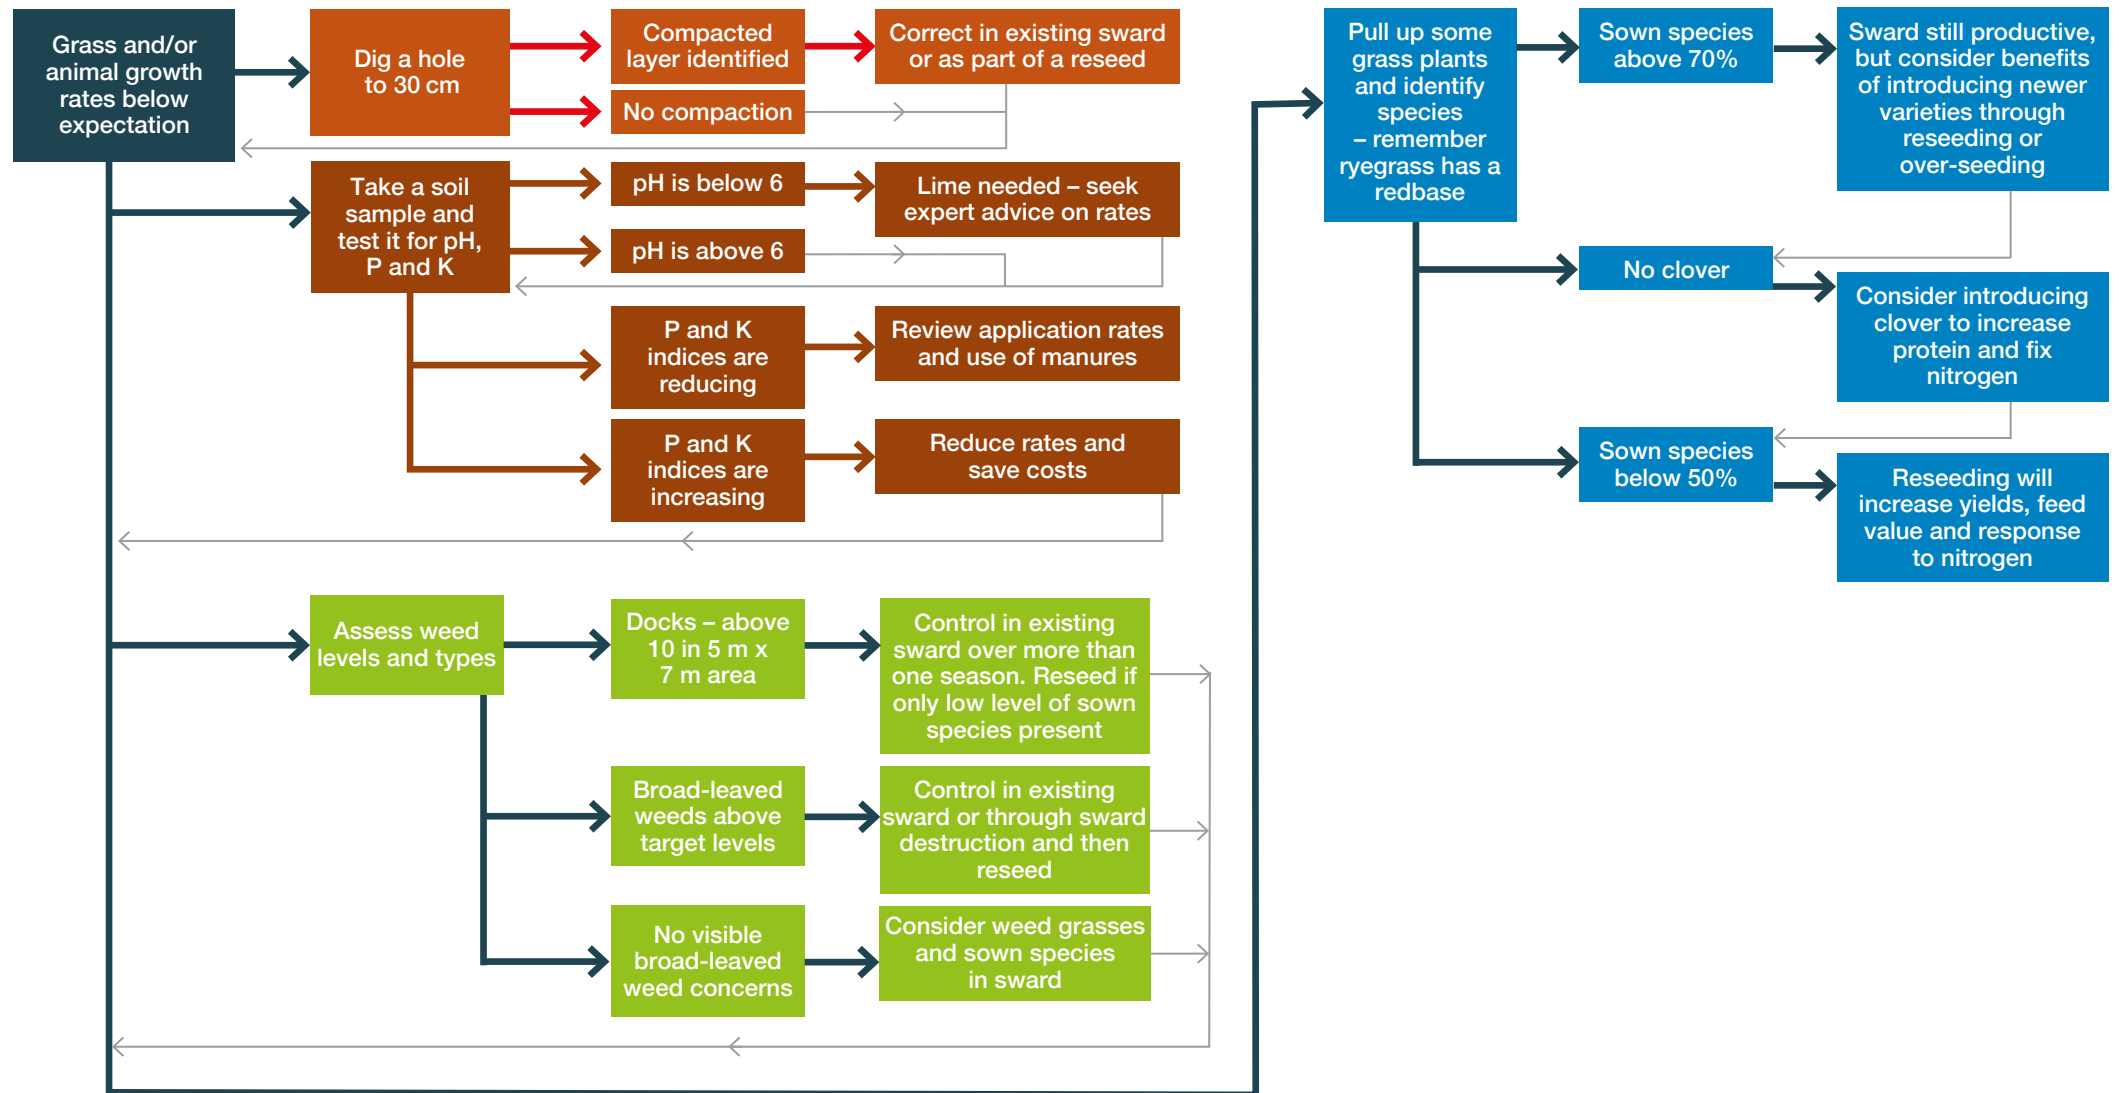 Grass and/or
animal growth
rates below
expectation
Dig a hole
to 30 cm
Compacted
layer identified
Correct in existing sward
or as part of a reseed
No compaction
Take a soil
sample and
test it for pH,
P and K
pH is below 6
Lime needed – seek
expert advice on rates
pH is above 6
P and K
indices are
reducing
Review application rates
and use of manures
P and K
indices are
increasing
Reduce rates and
save costs
Assess weed
levels and types
Docks – above
10 in 5 m x
7 m area
Control in existing
sward over more than
one season. Reseed if
only low level of sown
species present
Broad-leaved
weeds above
target levels
Control in existing
sward or through sward
destruction and then
reseed
No visible
broad-leaved
weed concerns
Consider weed grasses
and sown species
in sward
Pull up some
grass plants
and identify
species
– remember
ryegrass has a
redbase
Sown species
above 70%
Sward still productive,
but consider benefits
of introducing newer
varieties through
reseeding or
over-seeding
No clover
Consider introducing
clover to increase
protein and fix
nitrogen
Sown species
below 50%
Reseeding will
increase yields, feed
value and response
to nitrogen